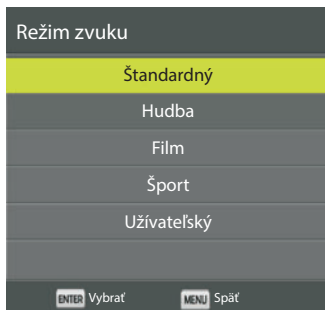 Režim zvuku
Štandardný
Hudba
Film
Šport
Užívateľský
ENTER Vybrať MENU Späť